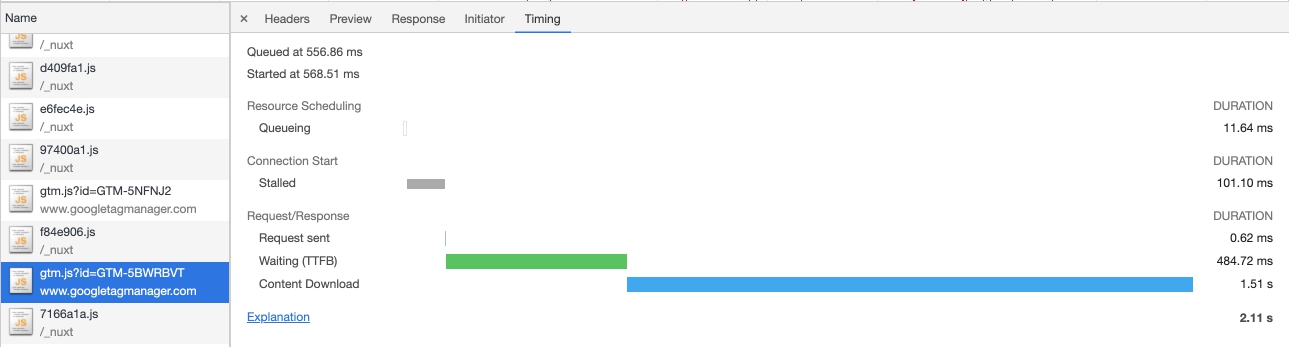 Name
/_nuxt
JS d409fa1.js
/_nuxt
JS e6fec4e.js
/_nuxt
JS 97400a1.js
/_nuxt
JS gtm.js?id=GTM-5NFNJ2
www.googletagmanager.com
JS f84e906.js
/_nuxt
JS gtm.js?id=GTM-5BWRBVT
www.googletagmanager.com
JS 7166a1a.js
/_nuxt
× Headers Preview Response Initiator Timing
Queued at 556.86 ms
Started at 568.51 ms
Resource Scheduling DURATION
Queueing 11.64 ms
Connection Start DURATION
Stalled 101.10 ms
Request/Response DURATION
Request sent 0.62 ms
Waiting (TTFB) 484.72 ms
Content Download 1.51 s
Explanation 2.11 s